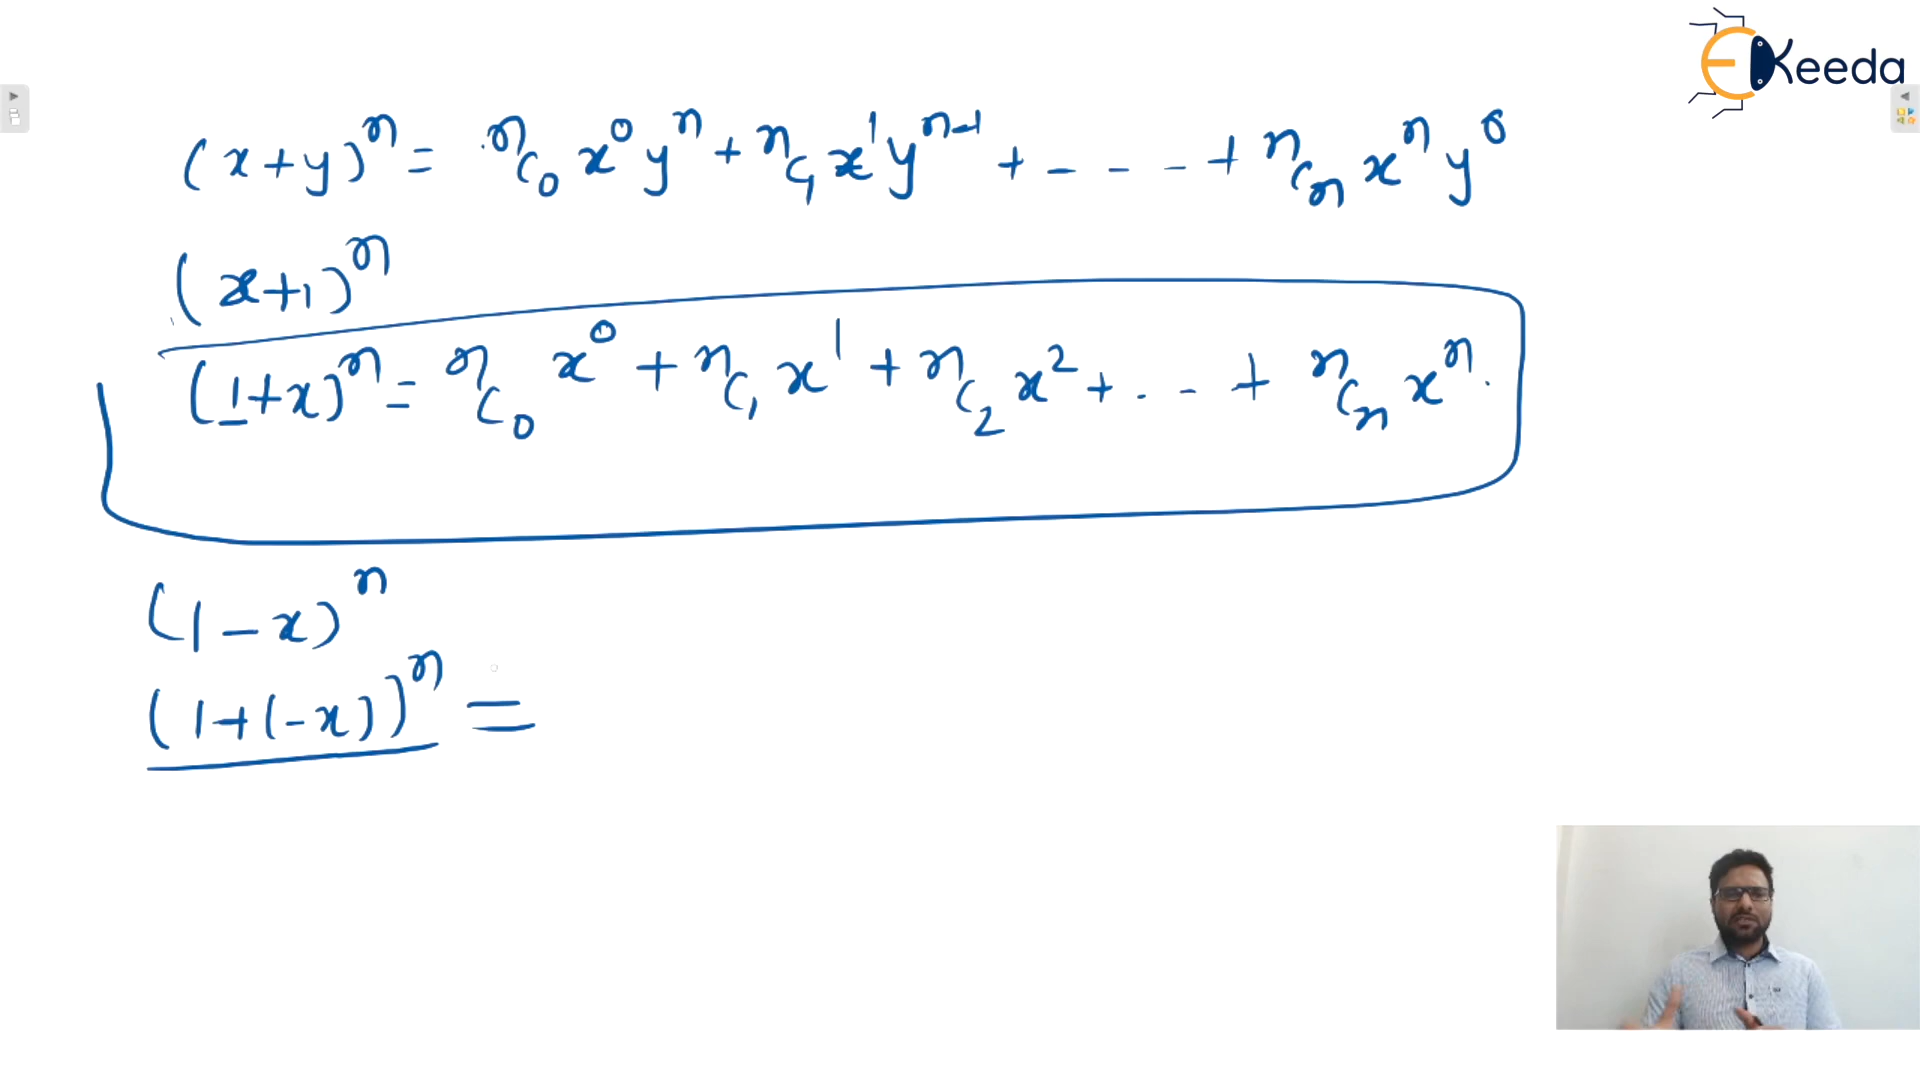 EKeeda
(x+y)^n = nC0 x^0 y^n + nC1 x^1 y^n-1 + - - - + nCn x^n y^0
(x+1)^n
(1+x)^n = nC0 x^0 + nC1 x^1 + nC2 x^2 + . . - + nCn x^n .
(1-x)^n
(1+(-x))^n =